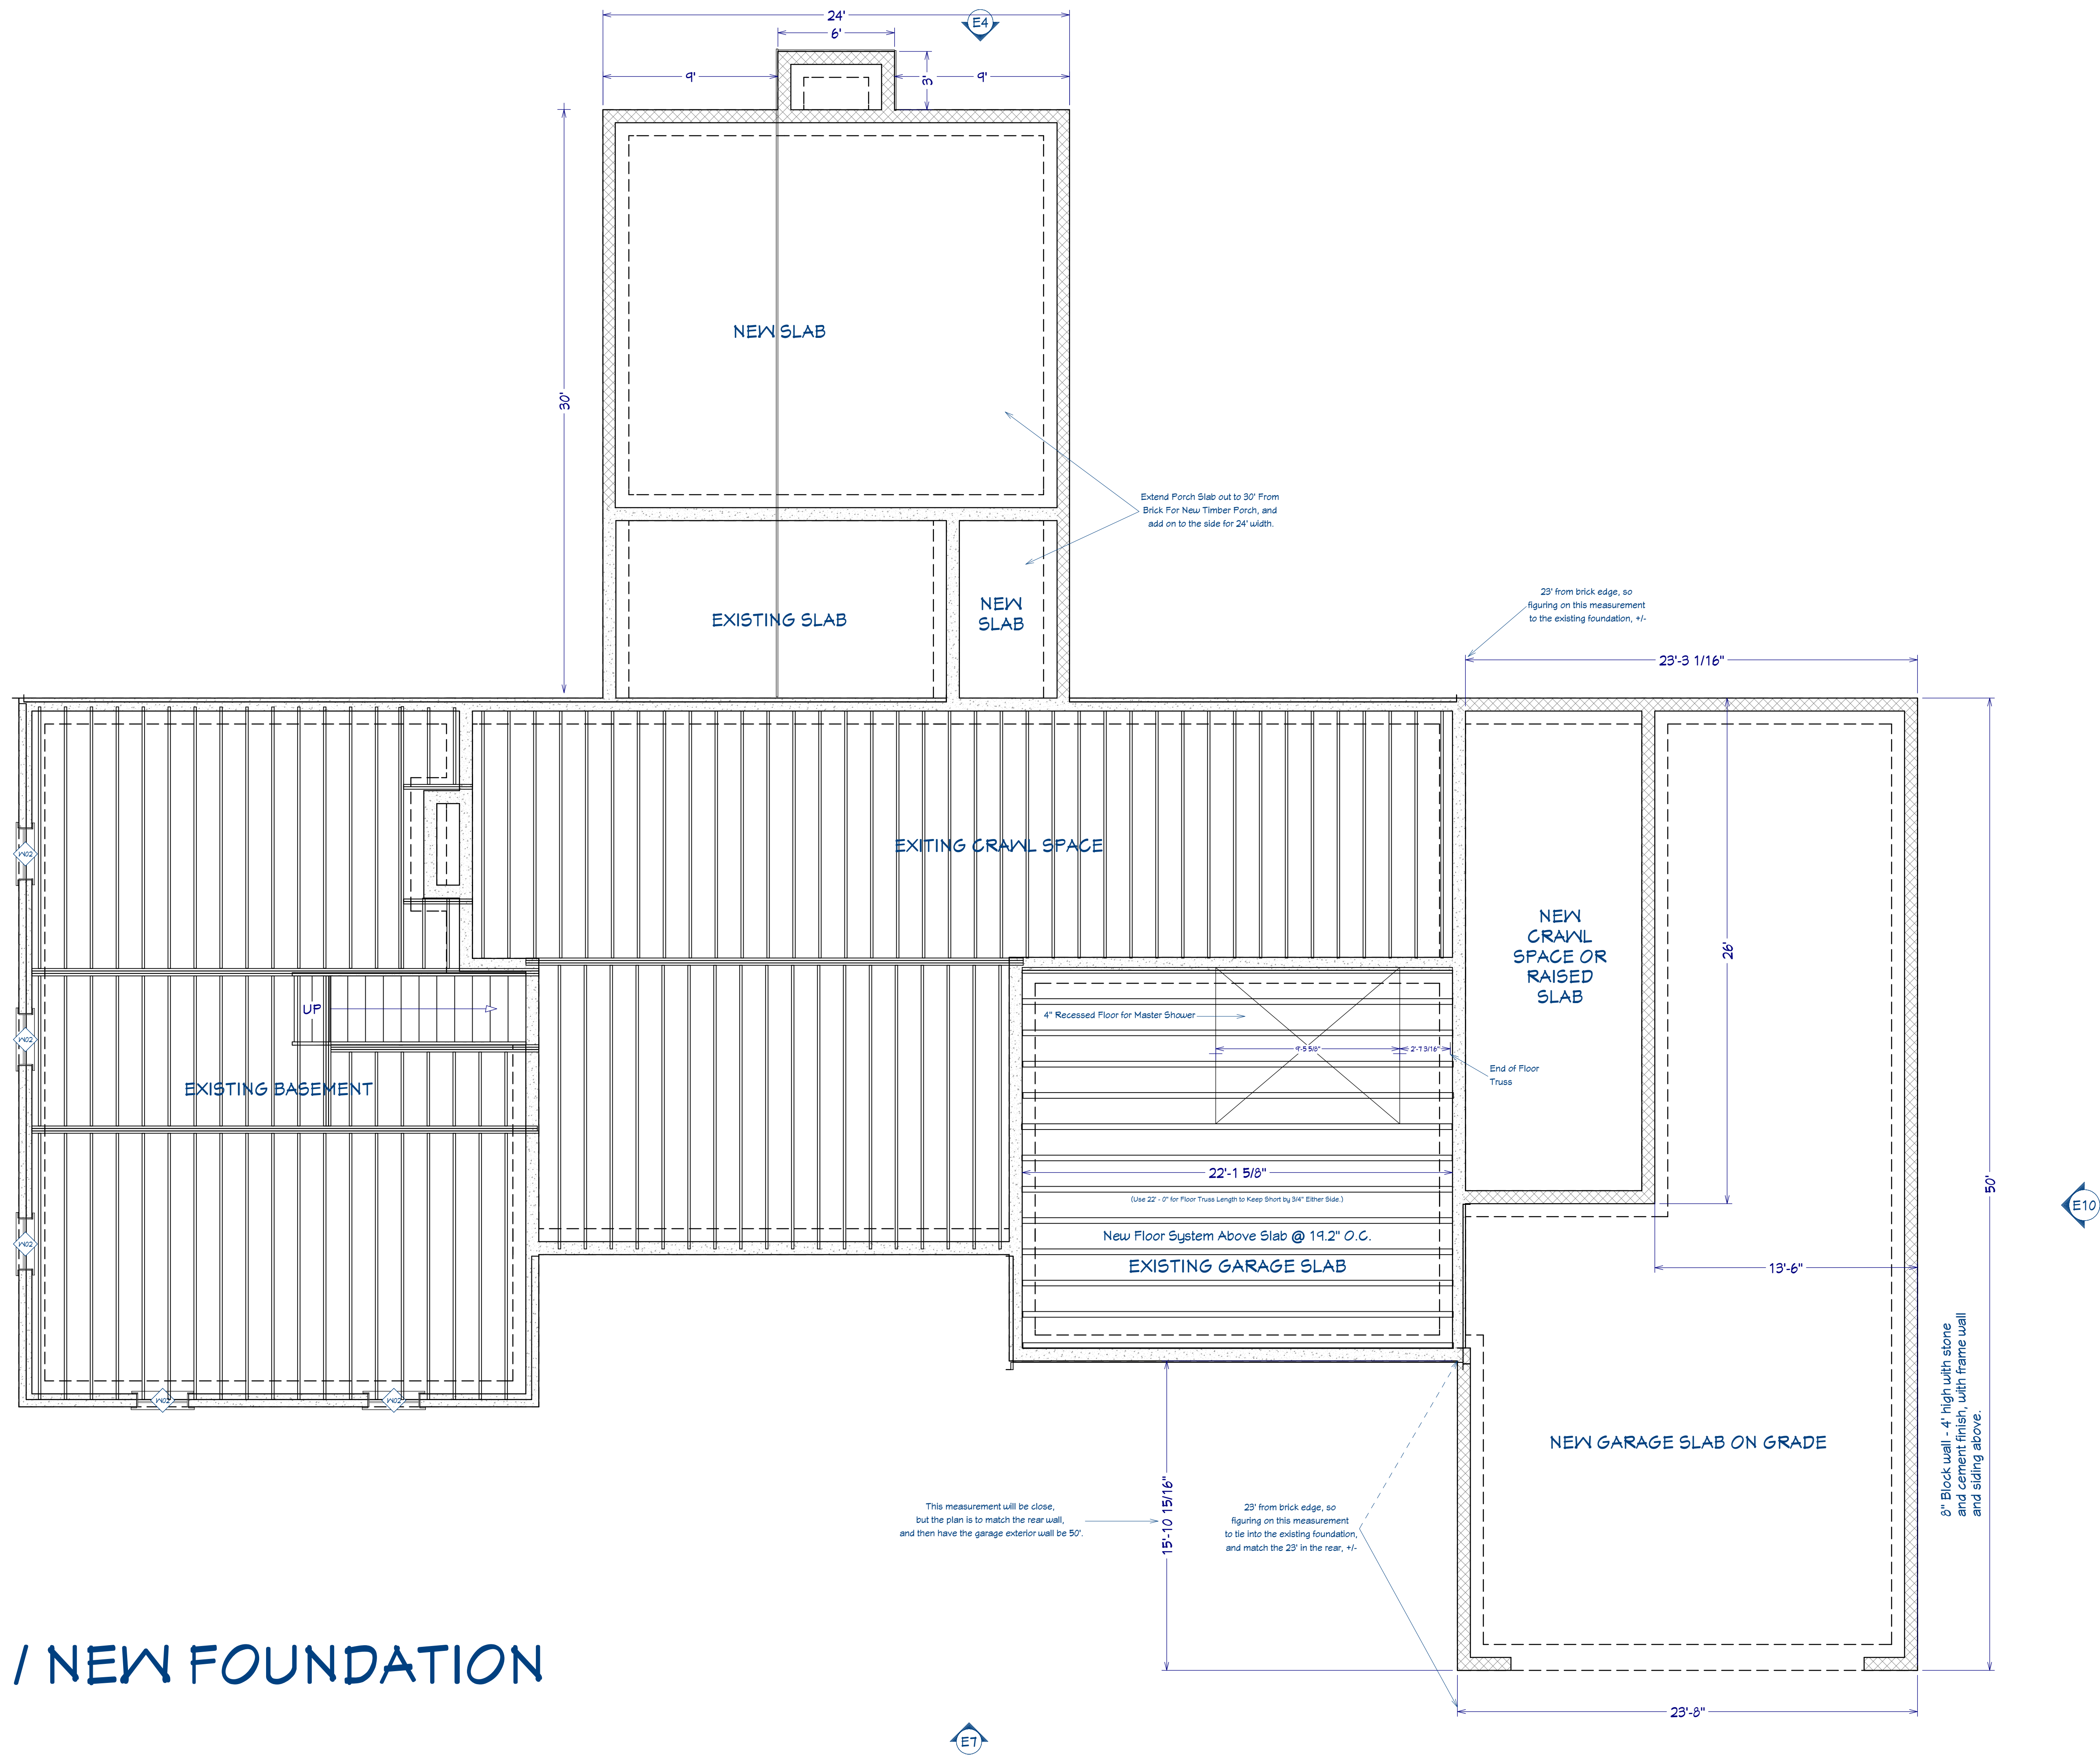 24'
E4
6'
9'
3'
9'
30'
NEW SLAB
Extend Porch Slab out to 30' From
Brick For New Timber Porch, and
add on to the side for 24' width.
EXISTING SLAB
NEW
SLAB
23' from brick edge, so
figuring on this measurement
to the existing foundation, +/-
23'-3 1/16"
EXITING CRAWL SPACE
W02
NEW
CRAWL
SPACE OR
RAISED
SLAB
26'
UP
4" Recessed Floor for Master Shower
W02
9'-5 5/8"
2'-7 3/16"
End of Floor
Truss
EXISTING BASEMENT
22'-1 5/8"
50'
(Use 22' - 0" for Floor Truss Length to Keep Short by 3/4" Either Side.)
E10
New Floor System Above Slab @ 19.2" O.C.
W02
EXISTING GARAGE SLAB
13'-6"
W02
W02
8" Block wall - 4' high with stone
and cement finish, with frame wall
and siding above.
NEW GARAGE SLAB ON GRADE
This measurement will be close,
but the plan is to match the rear wall,
and then have the garage exterior wall be 50'.
15'-10 15/16"
23' from brick edge, so
figuring on this measurement
to tie into the existing foundation,
and match the 23' in the rear, +/-
/ NEW FOUNDATION
23'-8"
E7